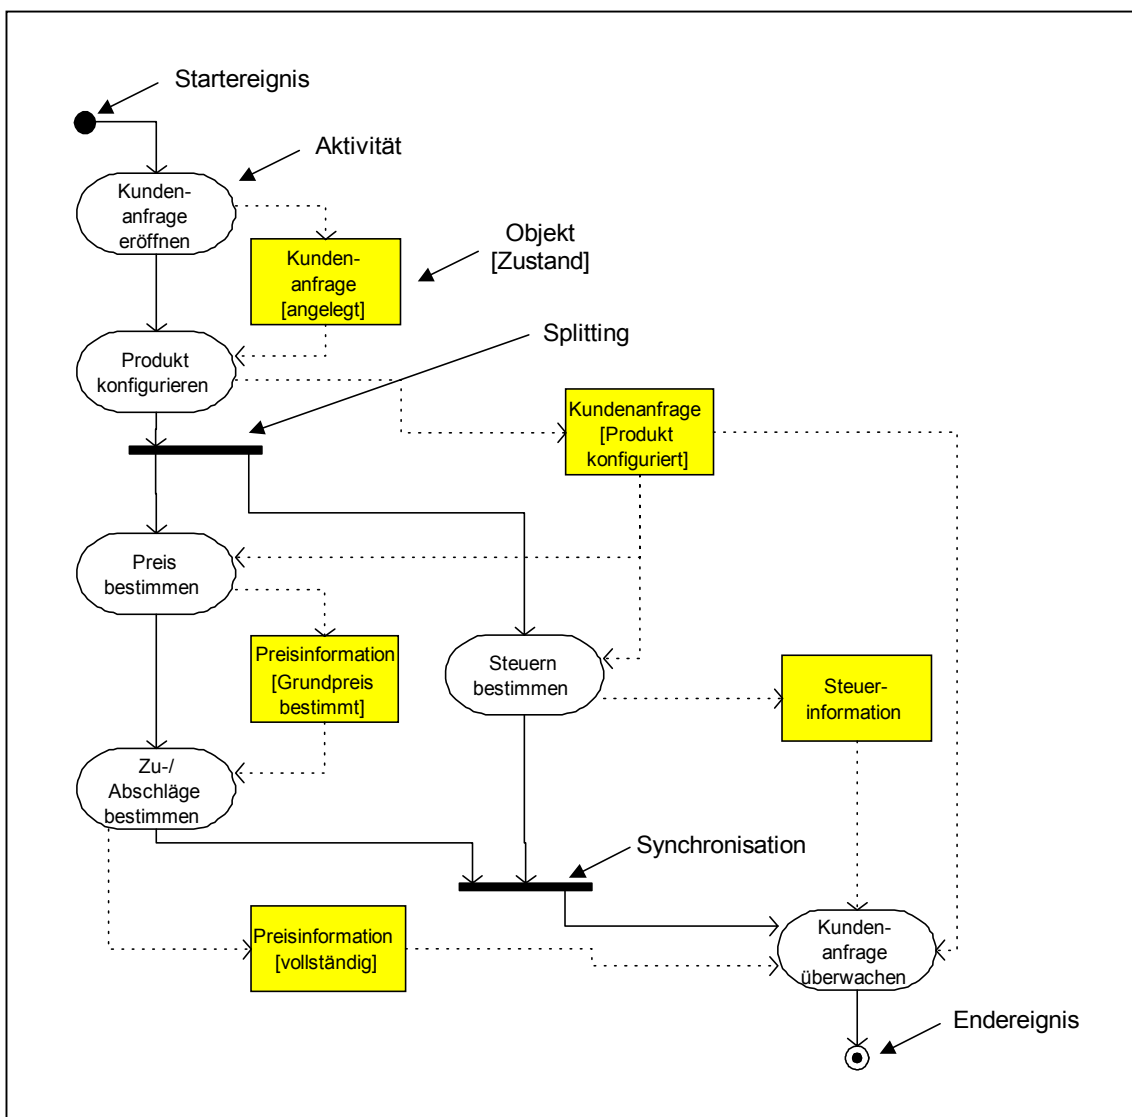 Startereignis
Aktivität
Kunden-
anfrage
eröffnen
Objekt
[Zustand]
Kunden-
anfrage
[angelegt]
Splitting
Produkt
konfigurieren
Kundenanfrage
[Produkt
konfiguriert]
Preis
bestimmen
Preisinformation
[Grundpreis
bestimmt]
Steuern
bestimmen
Steuer-
information
Zu-/
Abschläge
bestimmen
Synchronisation
Preisinformation
[vollständig]
Kunden-
anfrage
überwachen
Endereignis